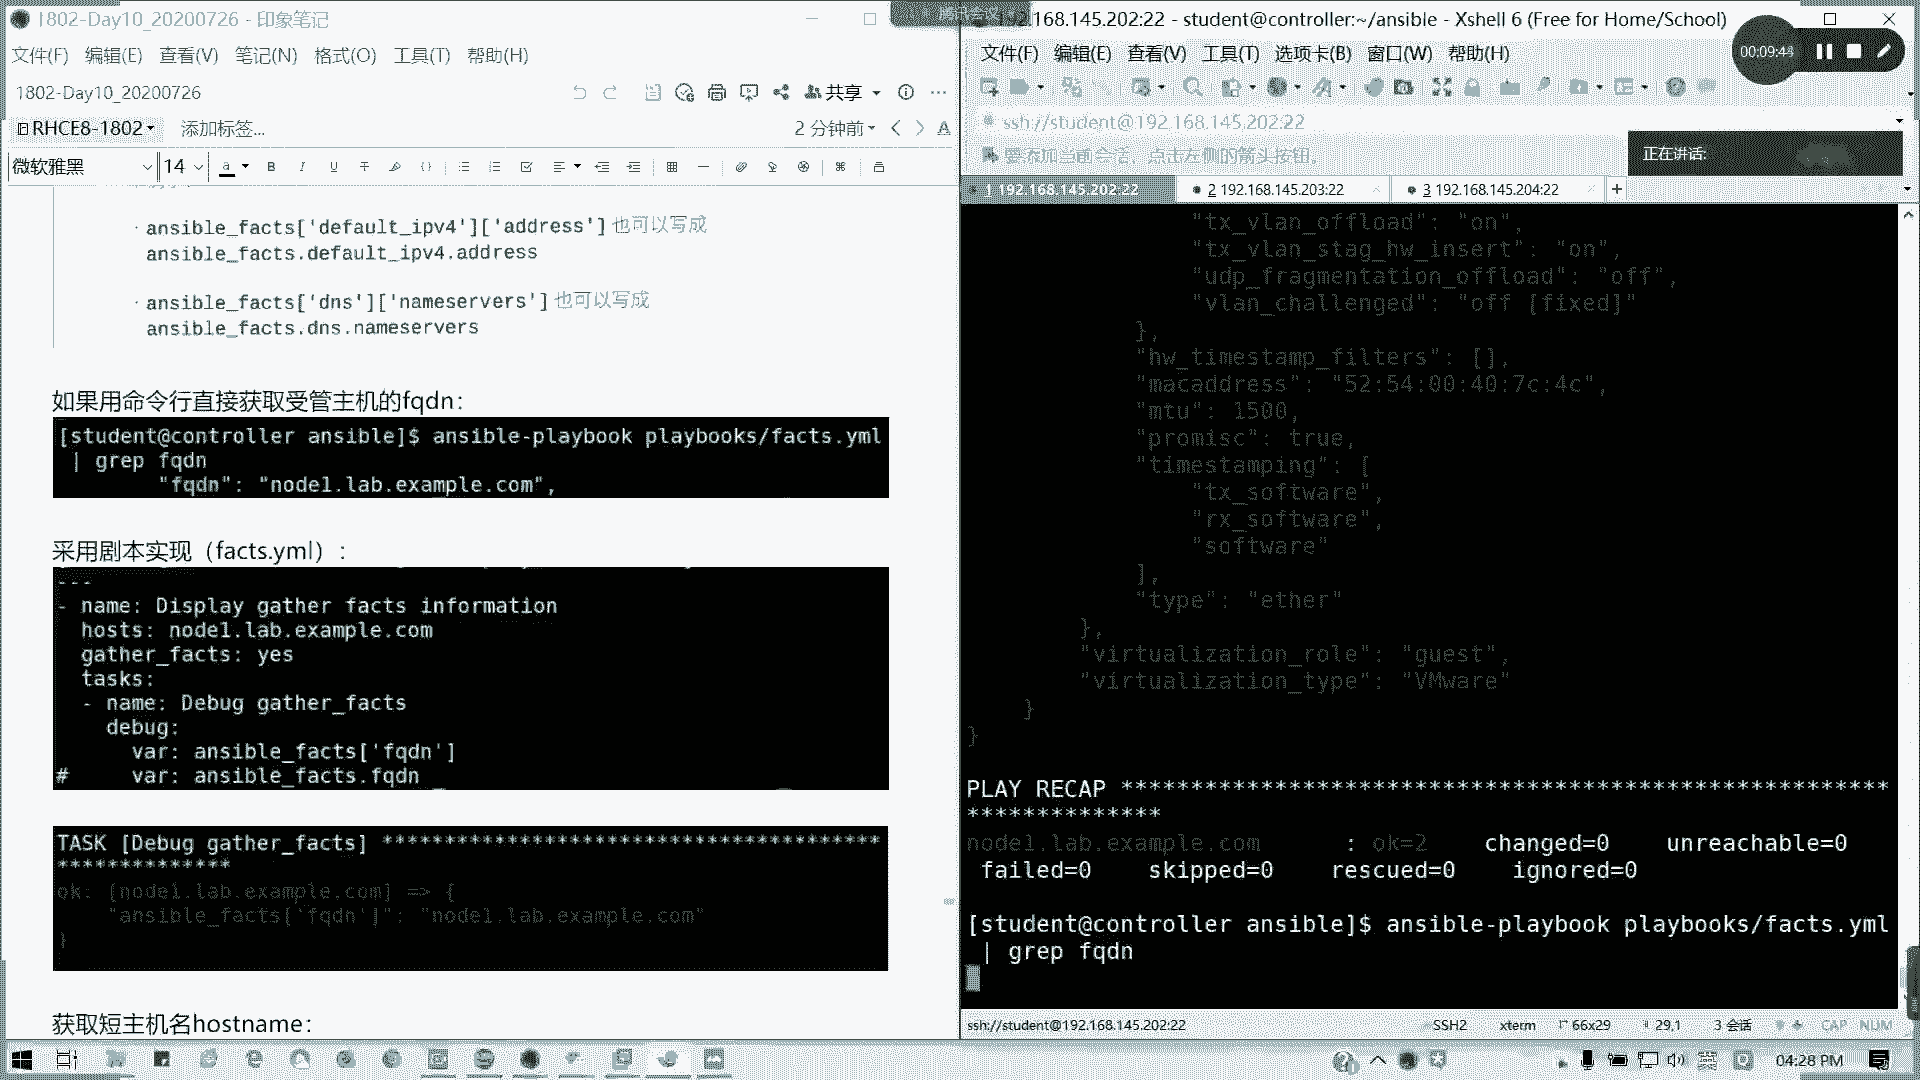 1802-Day10_20200726 - 印象笔记
文件(F) 编辑(E) 查看(V) 笔记(N) 格式(O) 工具(T) 帮助(H)
1802-Day10_20200726
共享
RHCE8-1802
添加标签...
2 分钟前
微软雅黑
14
ansible_facts['default_ipv4']['address'] 也可以写成
ansible_facts.default_ipv4.address
ansible_facts['dns']['nameservers'] 也可以写成
ansible_facts.dns.nameservers
如果用命令行直接获取受管主机的fqdn：
[student@controller ansible]$ ansible-playbook playbooks/facts.yml
| grep fqdn
"fqdn": "node1.lab.example.com",
采用剧本实现（facts.yml）：
---
- name: Display gather facts information
hosts: node1.lab.example.com
gather_facts: yes
tasks:
- name: Debug gather_facts
debug:
var: ansible_facts['fqdn']
# var: ansible_facts.fqdn
TASK [Debug gather_facts] ****************************************
**************
ok: [node1.lab.example.com] => {
"ansible_facts['fqdn']": "node1.lab.example.com"
}
获取短主机名hostname：
192.168.145.202:22 - student@controller:~/ansible - Xshell 6 (Free for Home/School)
文件(F) 编辑(E) 查看(V) 工具(T) 选项卡(B) 窗口(W) 帮助(H)
00:09:43
ssh://student@192.168.145.202:22
要添加当前会话，点击左侧的箭头按钮。
正在讲话:
1 192.168.145.202:22
2 192.168.145.203:22
3 192.168.145.204:22
"tx_vlan_offload": "on",
"tx_vlan_stag_hw_insert": "on",
"udp_fragmentation_offload": "off",
"vlan_challenged": "off [fixed]"
},
"hw_timestamp_filters": [],
"macaddress": "52:54:00:40:7c:4c",
"mtu": 1500,
"promisc": true,
"timestamping": [
"tx_software",
"rx_software",
"software"
],
"type": "ether"
},
"virtualization_role": "guest",
"virtualization_type": "VMware"
}
}
PLAY RECAP *******************************************************
**************
node1.lab.example.com : ok=2 changed=0 unreachable=0
failed=0 skipped=0 rescued=0 ignored=0
[student@controller ansible]$ ansible-playbook playbooks/facts.yml
| grep fqdn
ssh://student@192.168.145.202:22
SSH2
xterm
66x29
29,1
3 会话
CAP NUM
英
04:28 PM